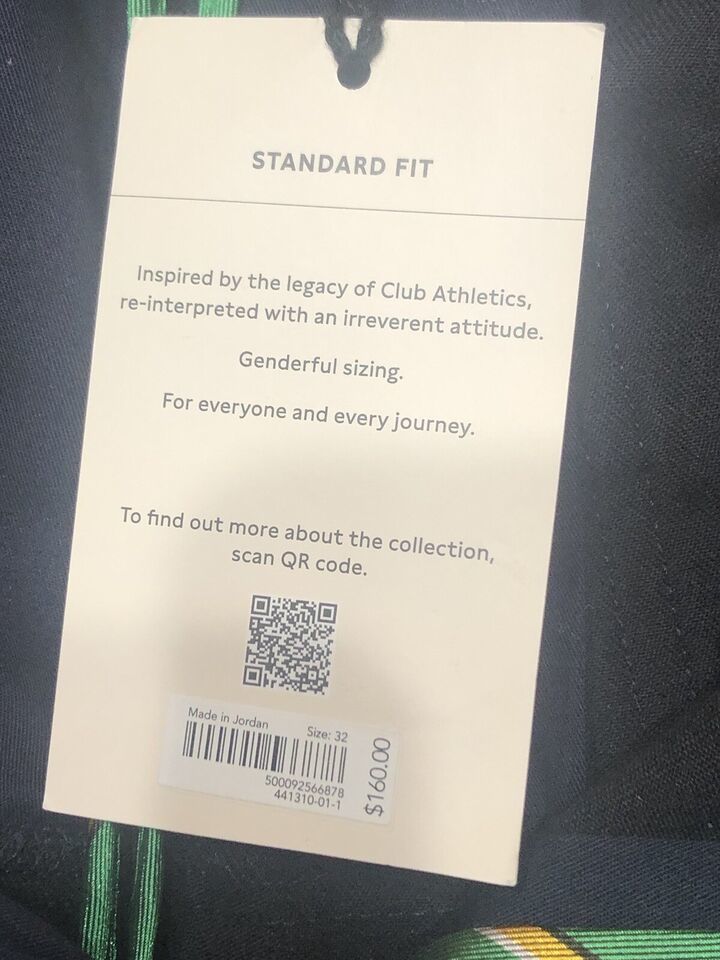 STANDARD FIT
Inspired by the legacy of Club Athletics,
re-interpreted with an irreverent attitude.
Genderful sizing.
For everyone and every journey.
To find out more about the collection,
scan QR code.
Made in Jordan
Size: 32
500092566878
441310-01-1
$160.00